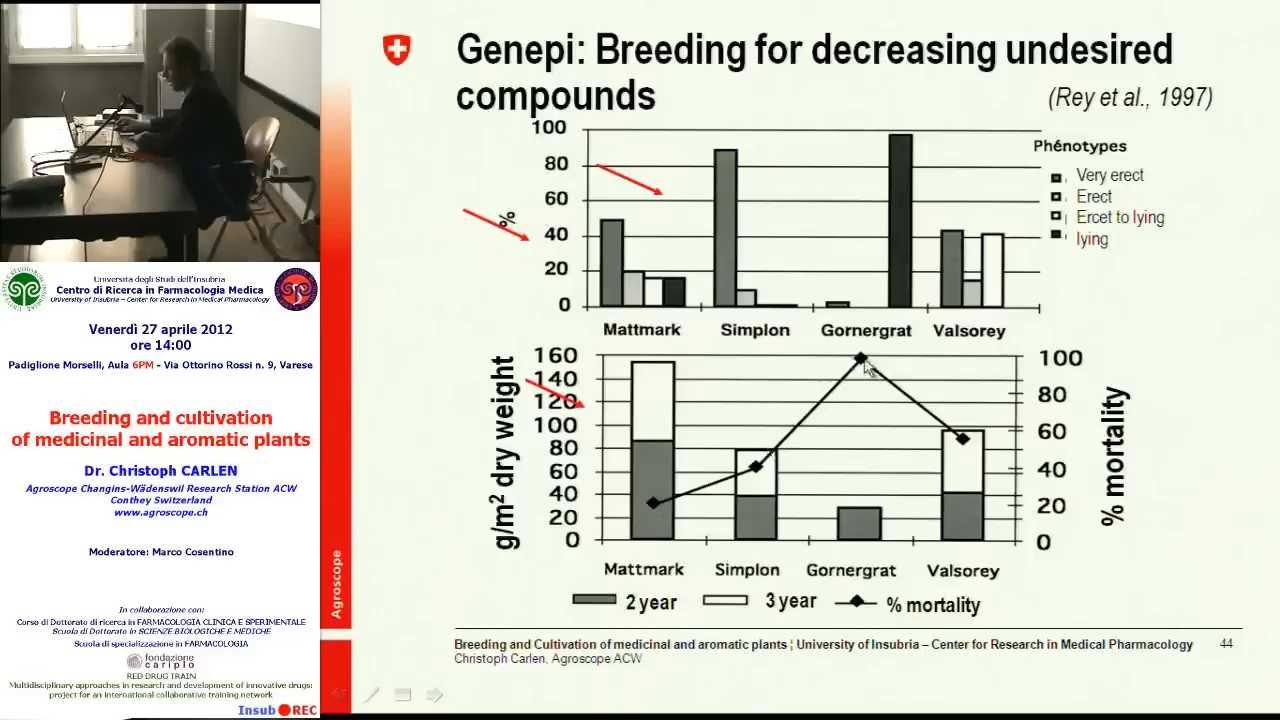 Università degli Studi dell'Insubria
Centro di Ricerca in Farmacologia Medica
University of Insubria – Center for Research in Medical Pharmacology
Venerdì 27 aprile 2012
ore 14:00
Padiglione Morselli, Aula 6PM - Via Ottorino Rossi n. 9, Varese
Breeding and cultivation
of medicinal and aromatic plants
Dr. Christoph CARLEN
Agroscope Changins-Wädenswil Research Station ACW
Conthey Switzerland
www.agroscope.ch
Moderatore: Marco Cosentino
In collaborazione con:
Corso di Dottorato di ricerca in FARMACOLOGIA CLINICA E SPERIMENTALE
Scuola di Dottorato in SCIENZE BIOLOGICHE E MEDICHE
Scuola di specializzazione in FARMACOLOGIA
fondazione
cariplo
RED DRUG TRAIN
Multidisciplinary approaches in research and development of innovative drugs:
project for an international collaborative training network
Insub REC
Agroscope
Genepi: Breeding for decreasing undesired
compounds
(Rey et al., 1997)
100
80
60
40
20
0
%
Mattmark Simplon Gornergrat Valsorey
Phénotypes
Very erect
Erect
Ercet to lying
lying
g/m2 dry weight
160
140
120
100
80
60
40
20
0
100
80
60
40
20
0
% mortality
Mattmark Simplon Gornergrat Valsorey
2 year 3 year % mortality
Breeding and Cultivation of medicinal and aromatic plants ¦ University of Insubria – Center for Research in Medical Pharmacology 44
Christoph Carlen, Agroscope ACW